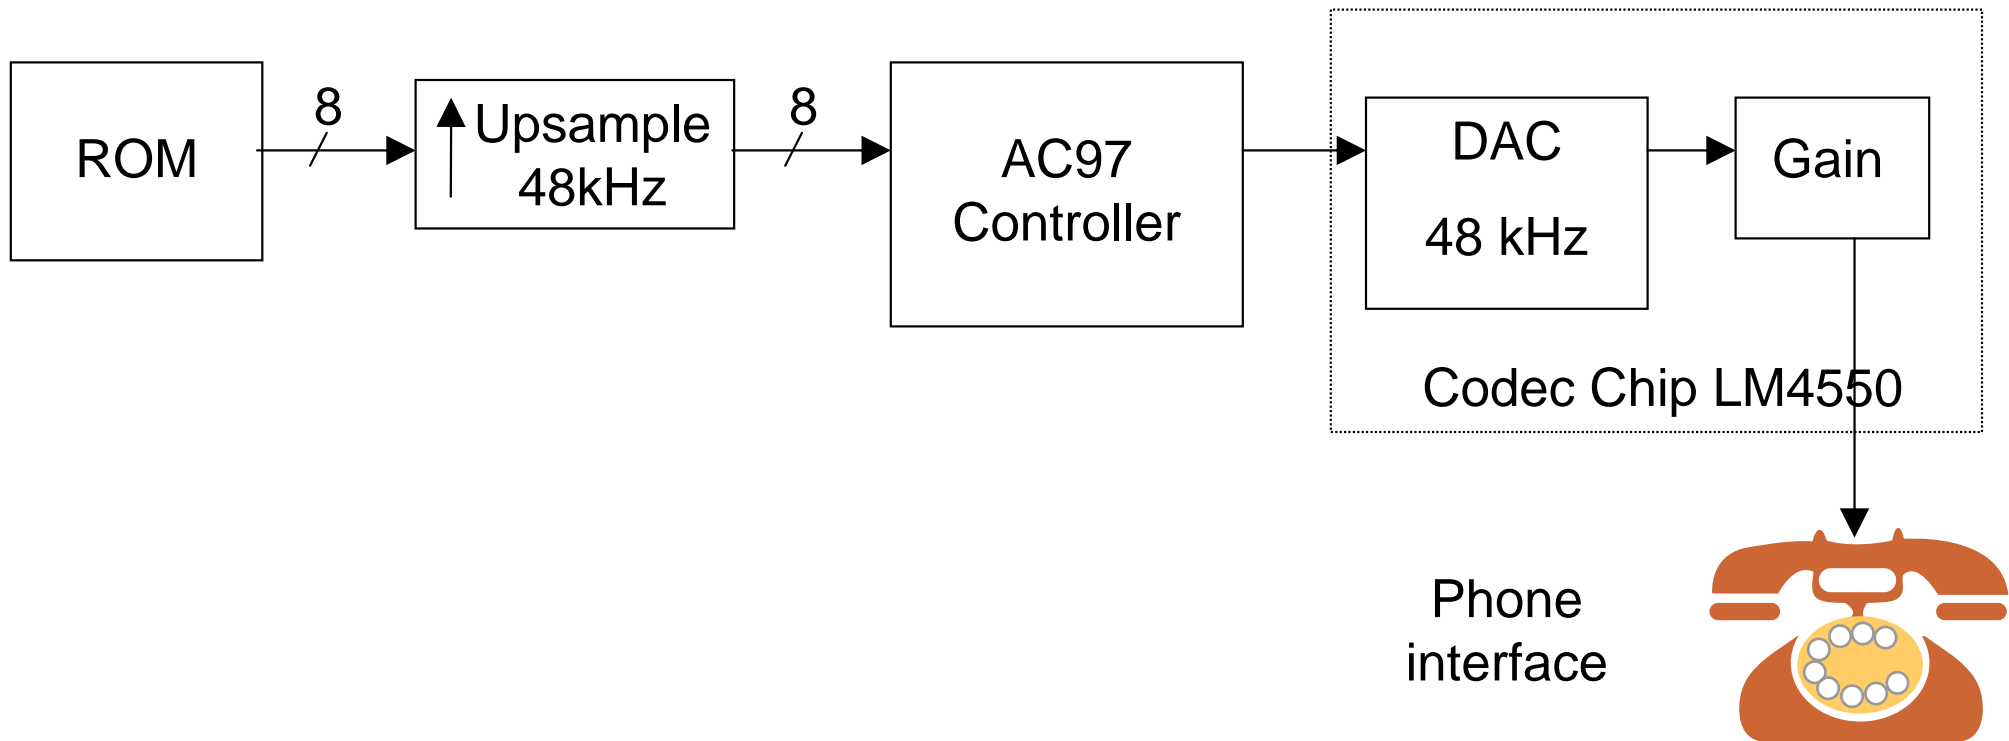 ROM
8
Upsample
48kHz
8
AC97
Controller
DAC
48 kHz
Gain
Codec Chip LM4550
Phone
interface